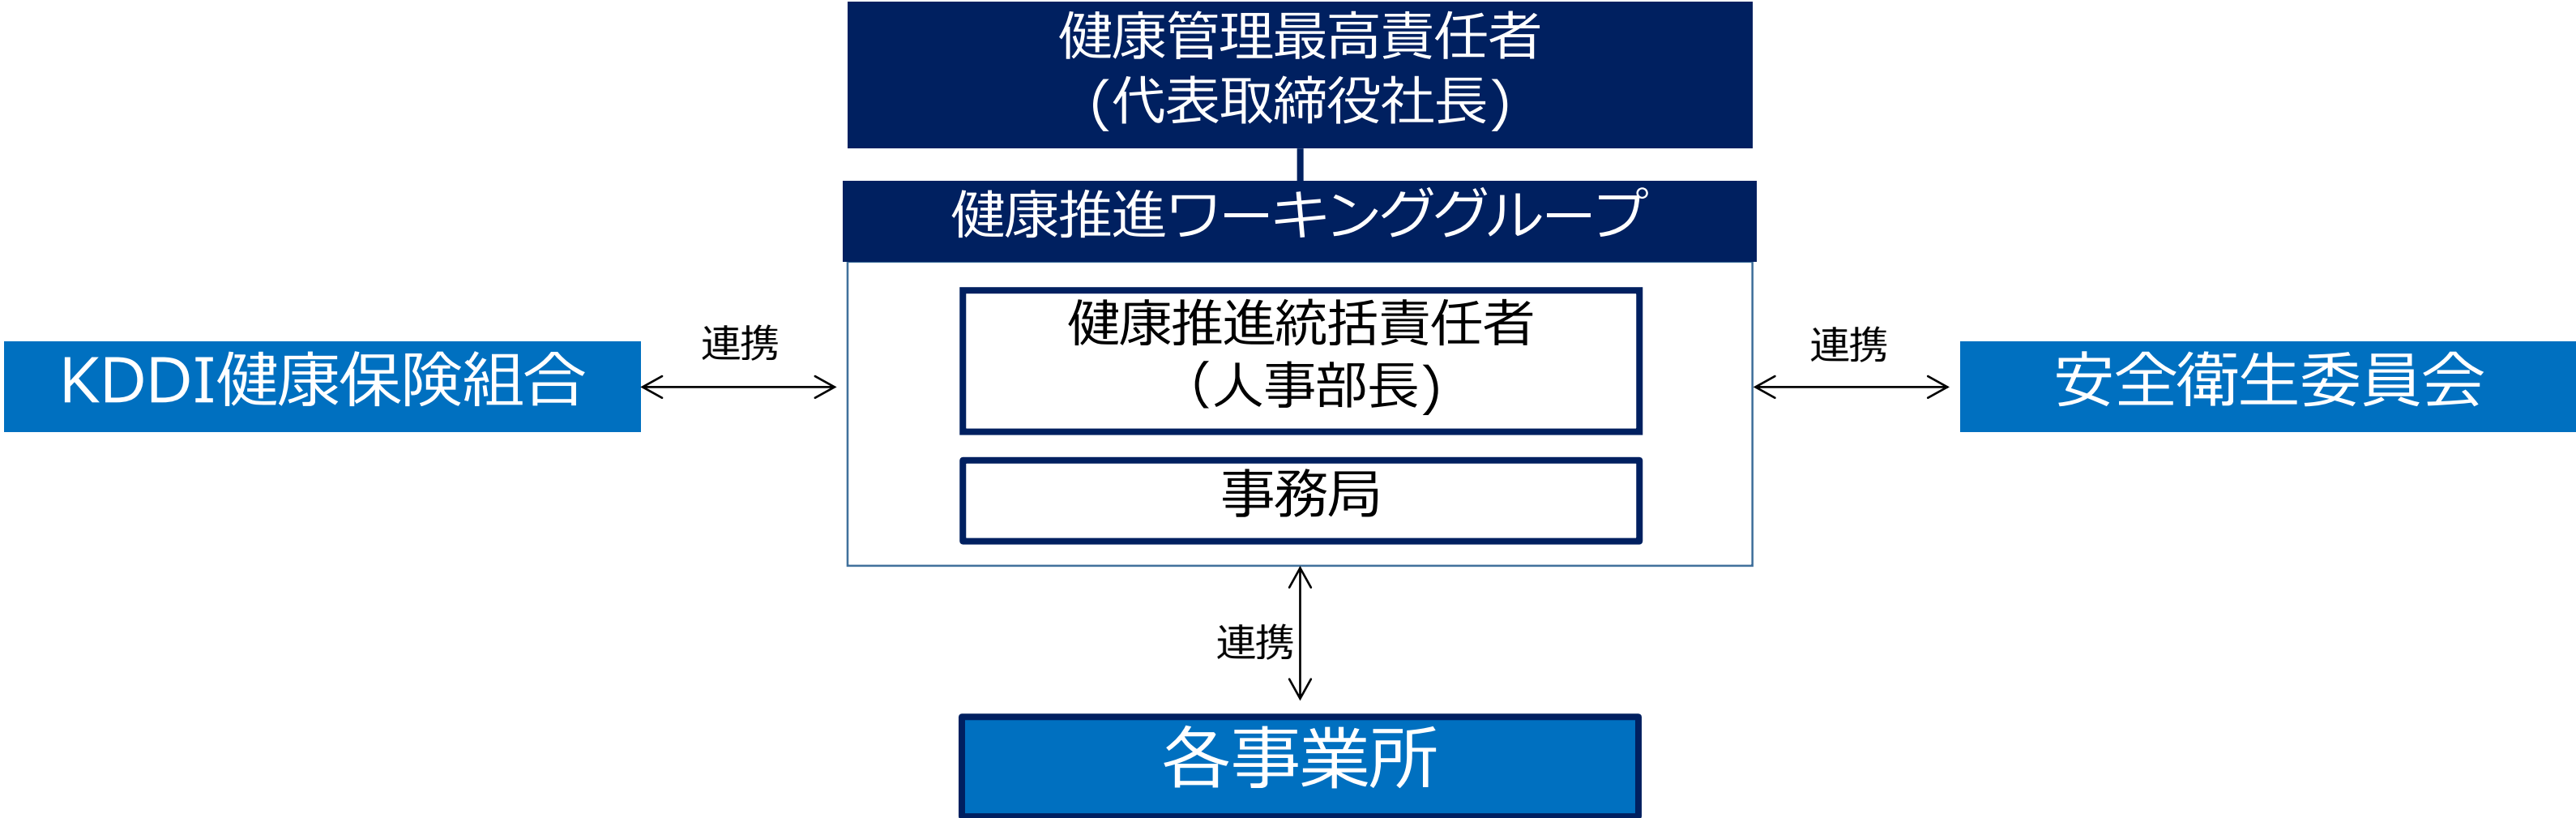 健康管理最高責任者
(代表取締役社長)
健康推進ワーキンググループ
健康推進統括責任者
（人事部長）
事務局
連携
KDDI健康保険組合
連携
安全衛生委員会
連携
各事業所